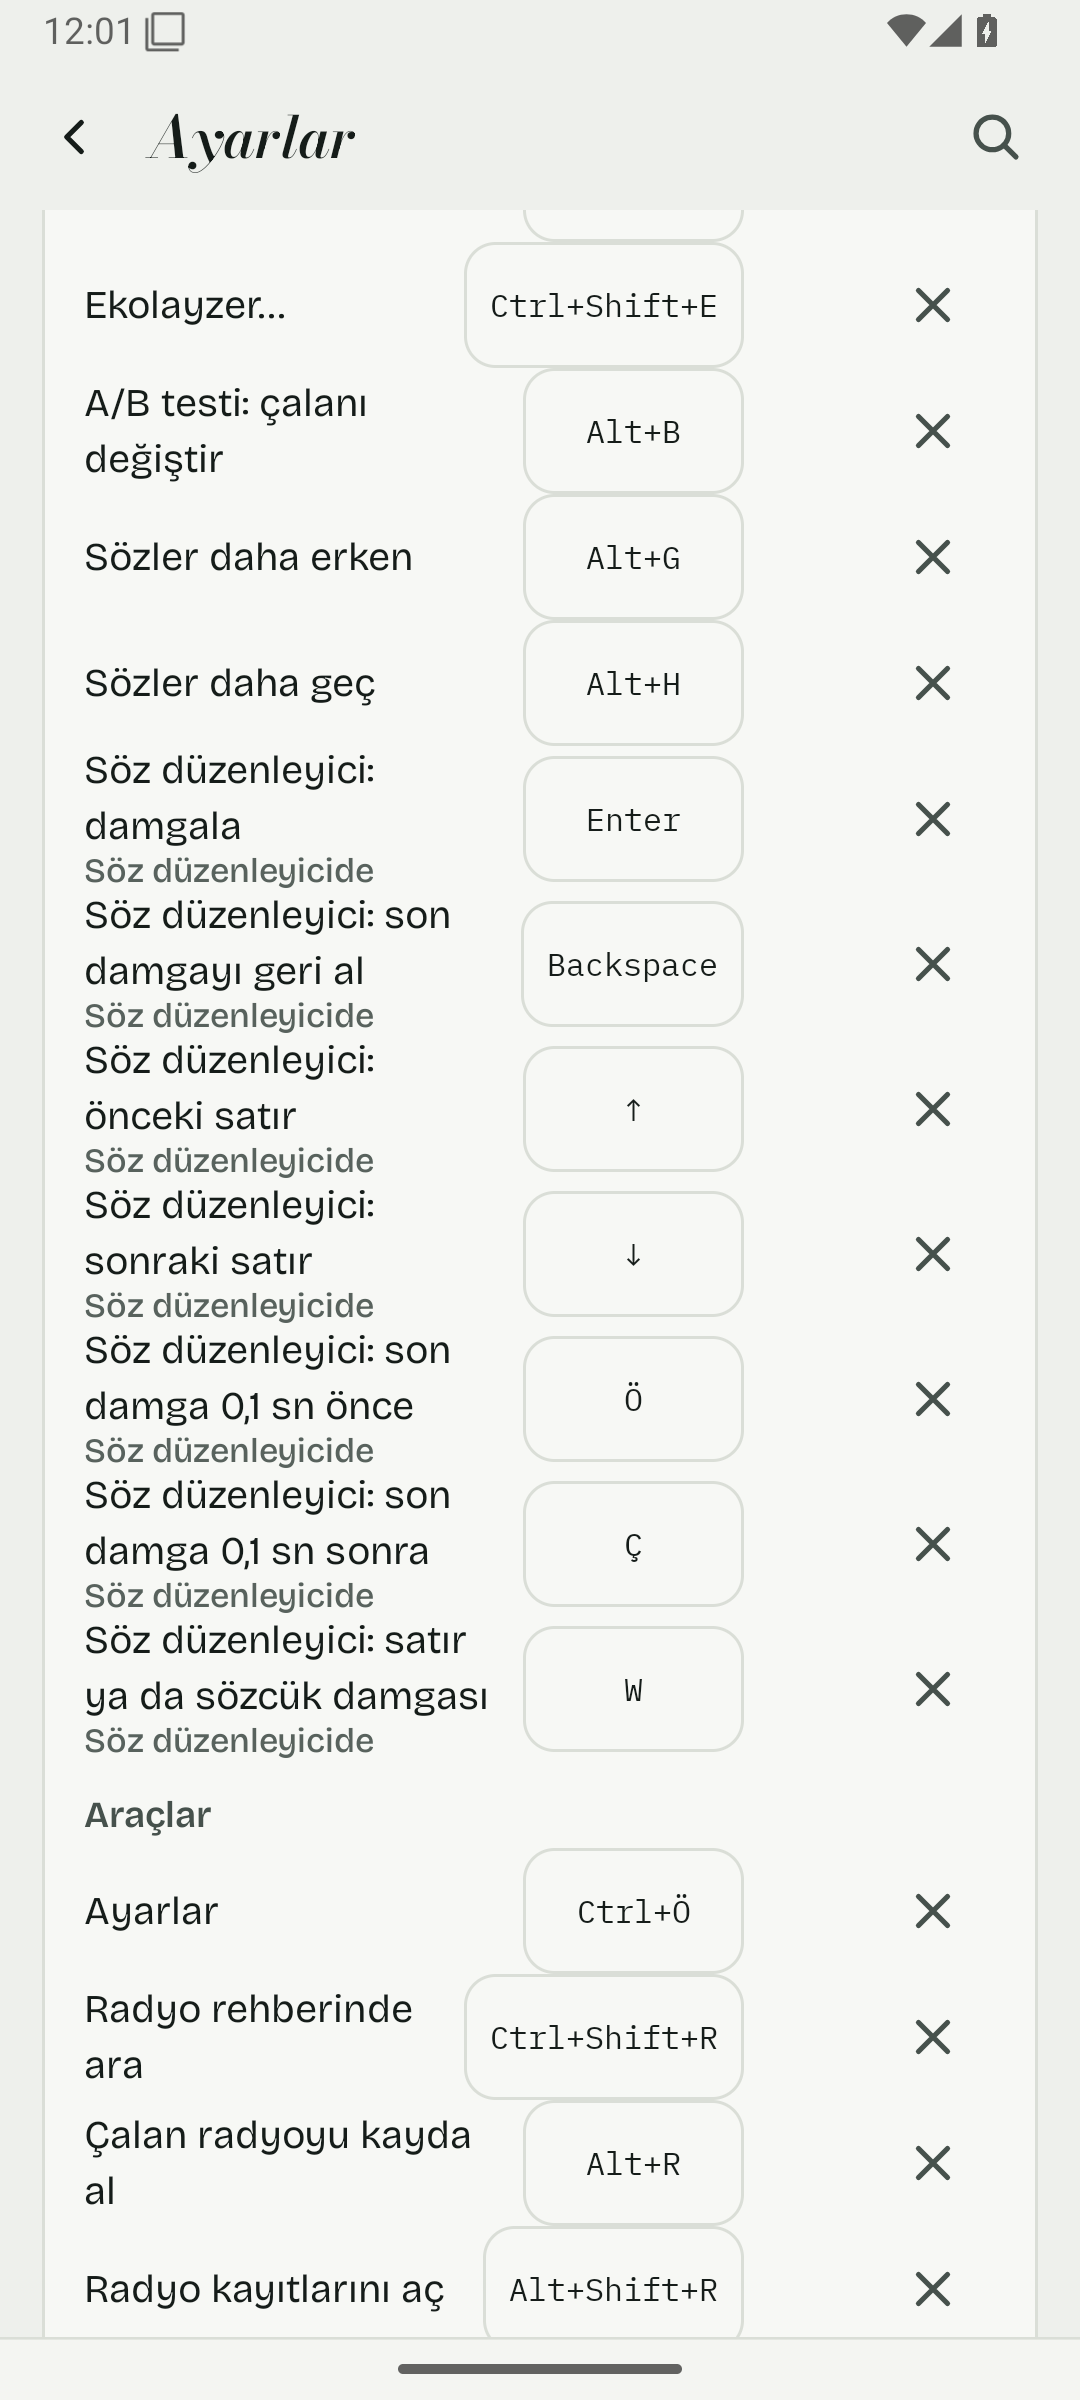 12:01
Ayarlar
Ekolayzer...
Ctrl+Shift+E
A/B testi: çalanı
değiştir
Alt+B
Sözler daha erken
Alt+G
Sözler daha geç
Alt+H
Söz düzenleyici:
damgala
Söz düzenleyicide
Enter
Söz düzenleyici: son
damgayı geri al
Söz düzenleyicide
Backspace
Söz düzenleyici:
önceki satır
Söz düzenleyicide
↑
Söz düzenleyici:
sonraki satır
Söz düzenleyicide
↓
Söz düzenleyici: son
damga 0,1 sn önce
Söz düzenleyicide
Ö
Söz düzenleyici: son
damga 0,1 sn sonra
Söz düzenleyicide
Ç
Söz düzenleyici: satır
ya da sözcük damgası
Söz düzenleyicide
W
Araçlar
Ayarlar
Ctrl+Ö
Radyo rehberinde
ara
Ctrl+Shift+R
Çalan radyoyu kayda
al
Alt+R
Radyo kayıtlarını aç
Alt+Shift+R